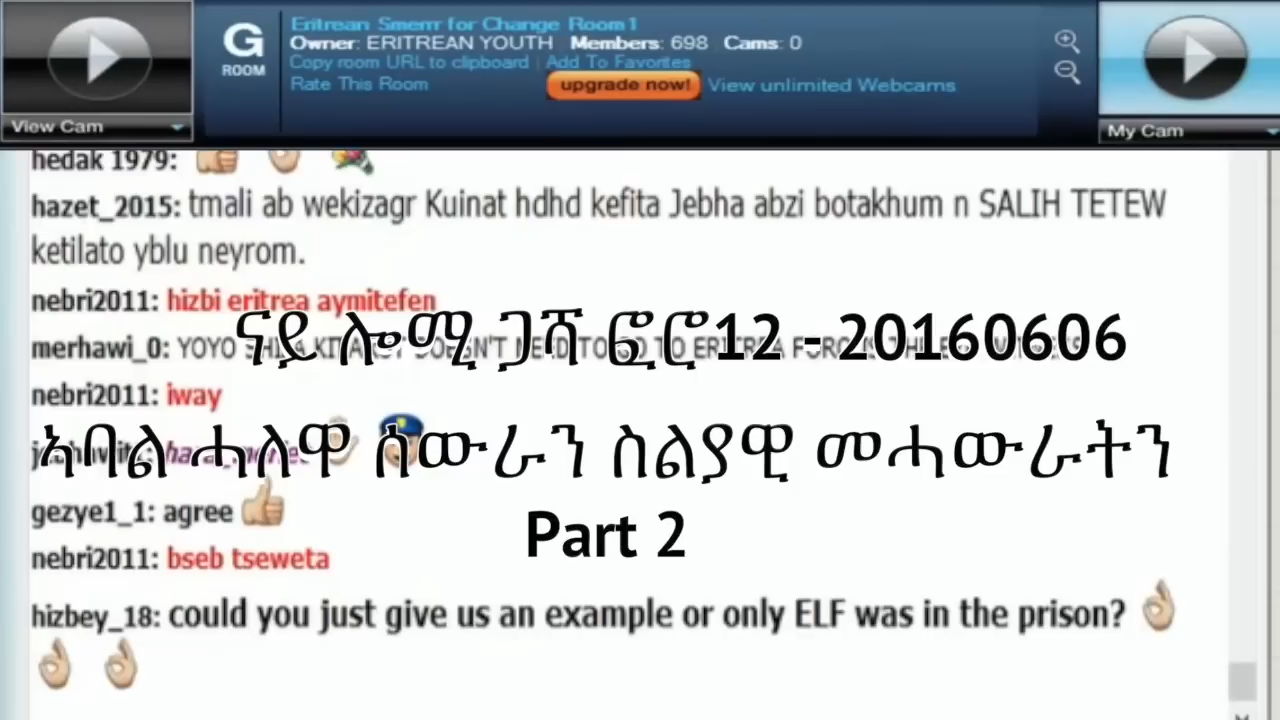 Eritrean Smerrr for Change Room1
Owner: ERITREAN YOUTH Members: 698 Cams: 0
Copy room URL to clipboard | Add To Favorites
Rate This Room upgrade now! View unlimited Webcams
G
ROOM
View Cam
My Cam
hedak 1979:
hazet_2015: tmali ab wekizagr Kuinat hdhd kefita Jebha abzi botakhum n SALIH TETEW
ketilato yblu neyrom.
nebri2011: hizbi eritrea aymitefen
ናይ ሎሚ ጋሻ ፎሮ12 - 20160606
merhawi_0: YOYO
nebri2011: iway
ኣባል ሓለዋ ሰውራን ስልያዊ መሓውራትን
gezye1_1: agree
Part 2
nebri2011: bseb tseweta
hizbey_18: could you just give us an example or only ELF was in the prison?